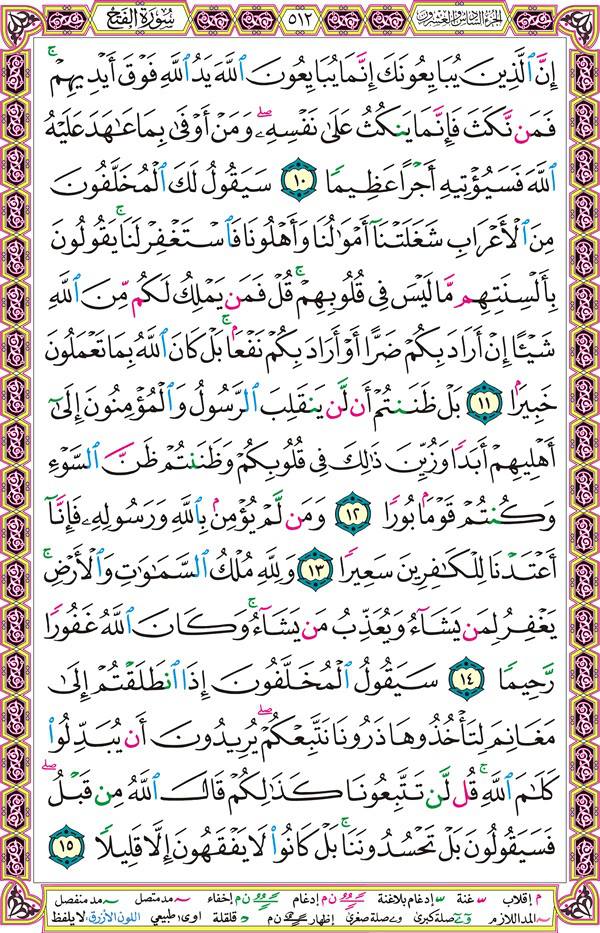 الجزء السادس والعشرون ٥١٢ سورة الفتح
إِنَّ ٱلَّذِينَ يُبَايِعُونَكَ إِنَّمَا يُبَايِعُونَ ٱللَّهَ يَدُ ٱللَّهِ فَوْقَ أَيْدِيهِمْ ۚ
فَمَن نَّكَثَ فَإِنَّمَا يَنكُثُ عَلَىٰ نَفْسِهِۦ ۖ وَمَنْ أَوْفَىٰ بِمَا عَٰهَدَ عَلَيْهُ
ٱللَّهَ فَسَيُؤْتِيهِ أَجْرًا عَظِيمًا ١٠ سَيَقُولُ لَكَ ٱلْمُخَلَّفُونَ
مِنَ ٱلْأَعْرَابِ شَغَلَتْنَآ أَمْوَٰلُنَا وَأَهْلُونَا فَٱسْتَغْفِرْ لَنَا ۚ يَقُولُونَ
بِأَلْسِنَتِهِم مَّا لَيْسَ فِى قُلُوبِهِمْ ۚ قُلْ فَمَن يَمْلِكُ لَكُم مِّنَ ٱللَّهِ
شَيْـًٔا إِنْ أَرَادَ بِكُمْ ضَرًّا أَوْ أَرَادَ بِكُمْ نَفْعًۢا ۚ بَلْ كَانَ ٱللَّهُ بِمَا تَعْمَلُونَ
خَبِيرًۢا ١١ بَلْ ظَنَنتُمْ أَن لَّن يَنقَلِبَ ٱلرَّسُولُ وَٱلْمُؤْمِنُونَ إِلَىٰٓ
أَهْلِيهِمْ أَبَدًا وَزُيِّنَ ذَٰلِكَ فِى قُلُوبِكُمْ وَظَنَنتُمْ ظَنَّ ٱلسَّوْءِ
وَكُنتُمْ قَوْمًۢا بُورًا ١٢ وَمَن لَّمْ يُؤْمِنۢ بِٱللَّهِ وَرَسُولِهِۦ فَإِنَّآ
أَعْتَدْنَا لِلْكَٰفِرِينَ سَعِيرًا ١٣ وَلِلَّهِ مُلْكُ ٱلسَّمَٰوَٰتِ وَٱلْأَرْضِ ۚ
يَغْفِرُ لِمَن يَشَآءُ وَيُعَذِّبُ مَن يَشَآءُ ۚ وَكَانَ ٱللَّهُ غَفُورًا
رَّحِيمًا ١٤ سَيَقُولُ ٱلْمُخَلَّفُونَ إِذَا ٱنطَلَقْتُمْ إِلَىٰ
مَغَانِمَ لِتَأْخُذُوهَا ذَرُونَا نَتَّبِعْكُمْ ۖ يُرِيدُونَ أَن يُبَدِّلُوا۟
كَلَٰمَ ٱللَّهِ ۚ قُل لَّن تَتَّبِعُونَا كَذَٰلِكُمْ قَالَ ٱللَّهُ مِن قَبْلُ ۖ
فَسَيَقُولُونَ بَلْ تَحْسُدُونَنَا ۚ بَلْ كَانُوا۟ لَا يَفْقَهُونَ إِلَّا قَلِيلًا ١٥
م إقلاب غنة إدغام بلاغنة ن م إدغام ن م إخفاء مد متصل مد منفصل
المد اللازم صلة كبرى صلة صغرى إظهار ن م قلقلة اوى؛ طبيعي اللون الأزرق: لا يلفظ